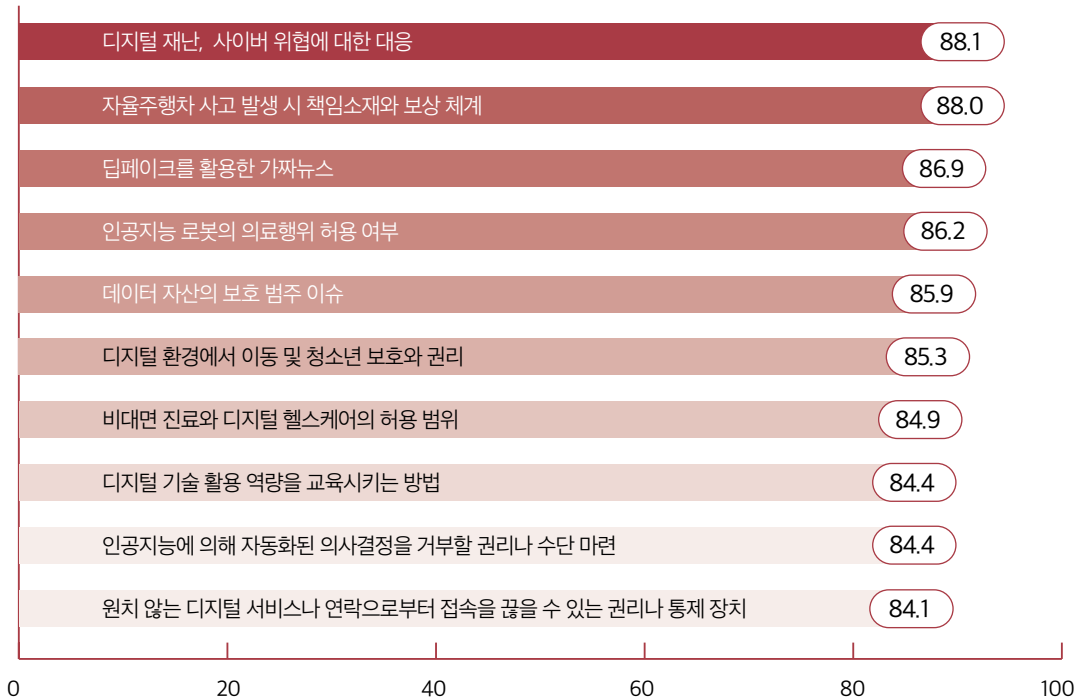 디지털 재난, 사이버 위협에 대한 대응 88.1
자율주행차 사고 발생 시 책임소재와 보상 체계 88.0
딥페이크를 활용한 가짜뉴스 86.9
인공지능 로봇의 의료행위 허용 여부 86.2
데이터 자산의 보호 범주 이슈 85.9
디지털 환경에서 이동 및 청소년 보호와 권리 85.3
비대면 진료와 디지털 헬스케어의 허용 범위 84.9
디지털 기술 활용 역량을 교육시키는 방법 84.4
인공지능에 의해 자동화된 의사결정을 거부할 권리나 수단 마련 84.4
원치 않는 디지털 서비스나 연락으로부터 접속을 끊을 수 있는 권리나 통제 장치 84.1
0 20 40 60 80 100